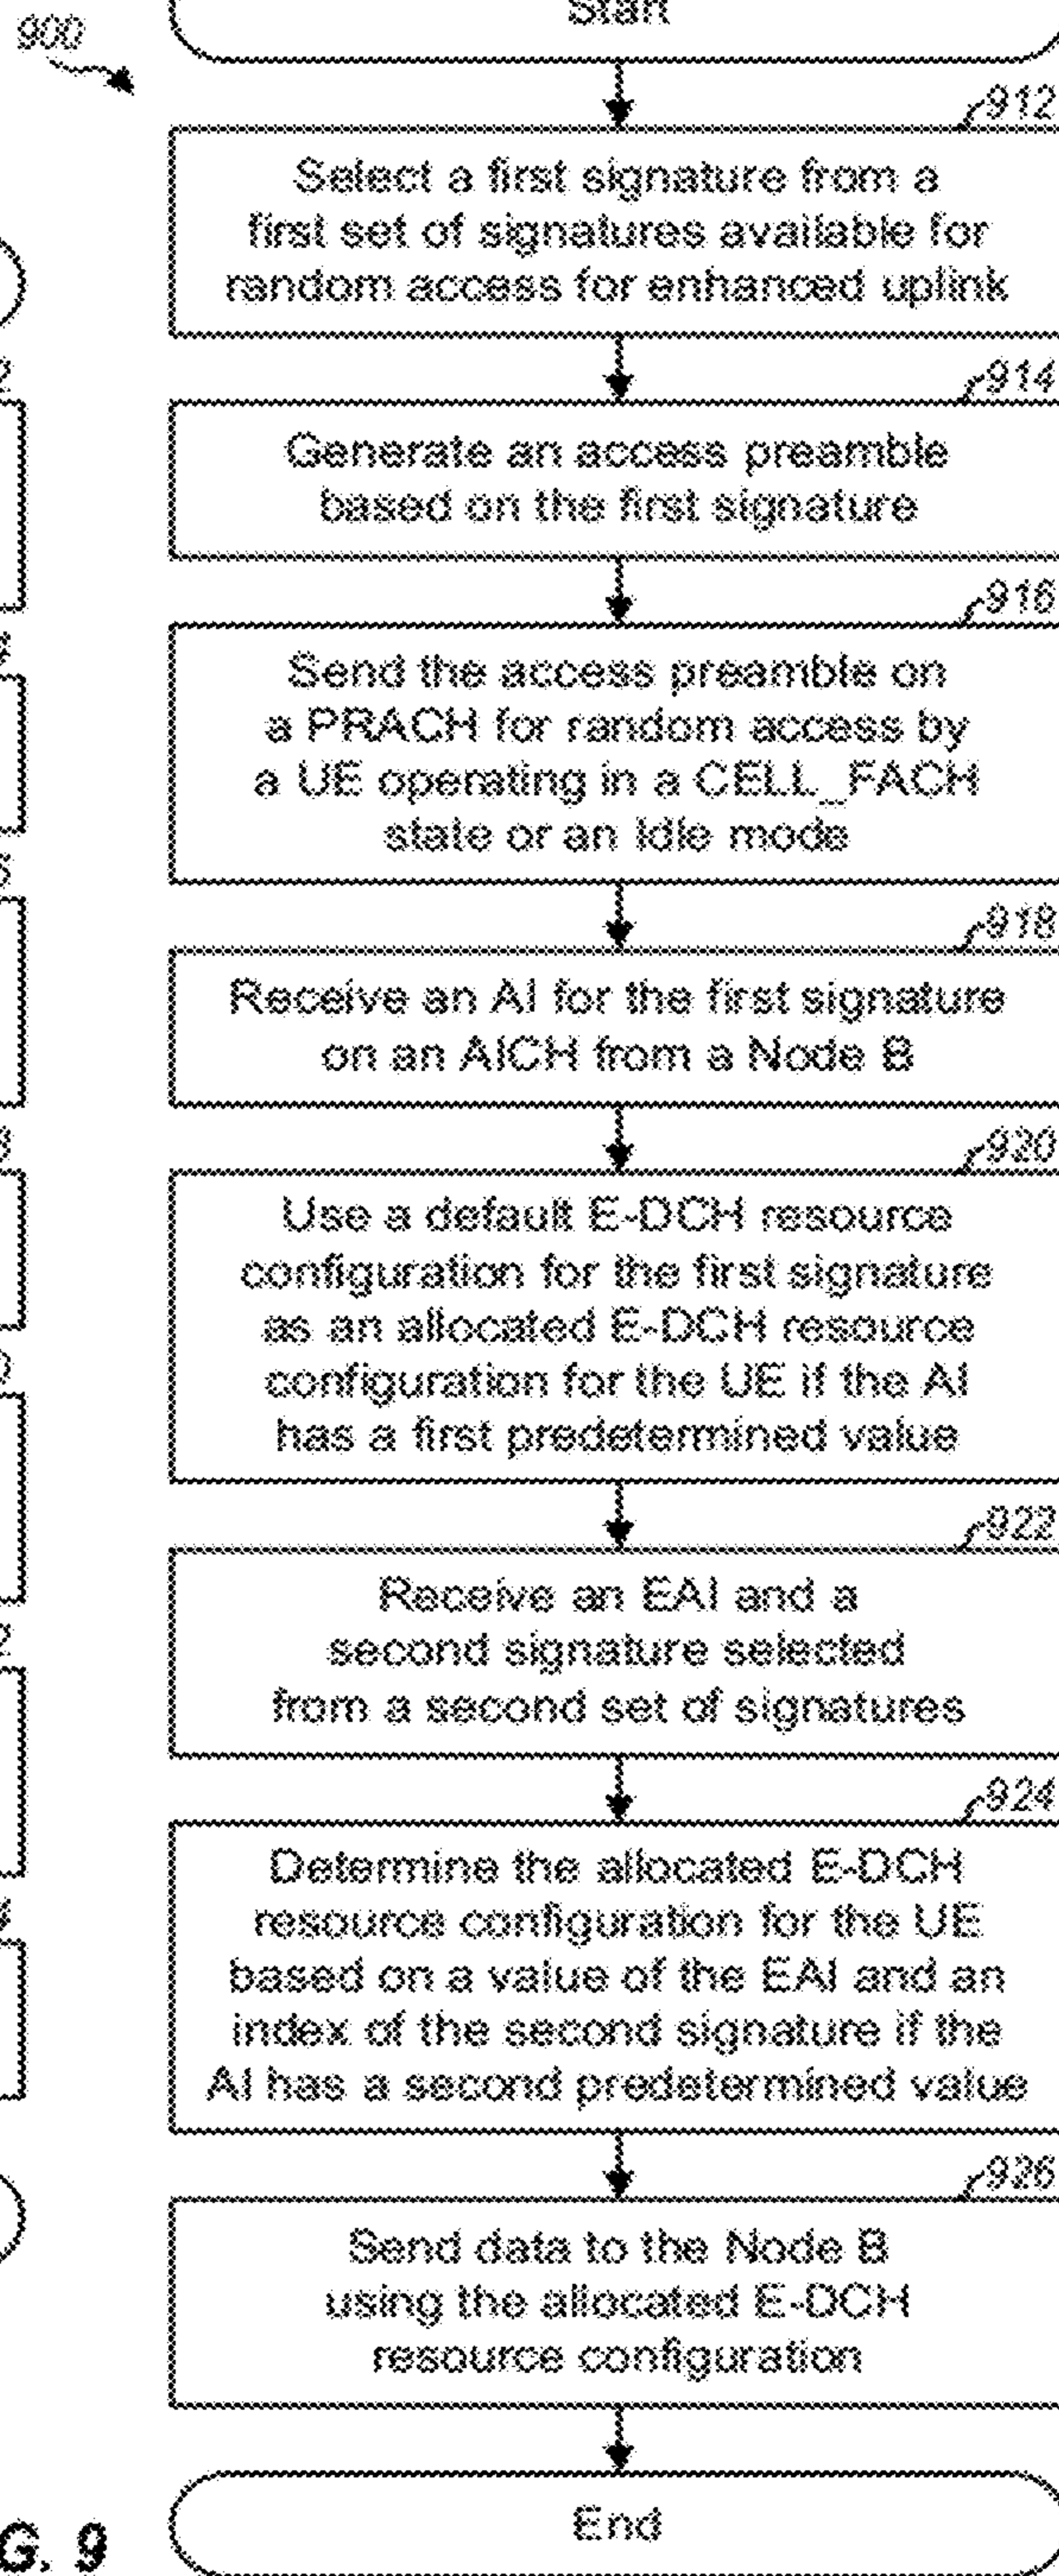 Start
900
912
Select a first signature from a
first set of signatures available for
random access for enhanced uplink
914
Generate an access preamble
based on the first signature
916
Send the access preamble on
a PRACH for random access by
a UE operating in a CELL_FACH
state or an Idle mode
918
Receive an AI for the first signature
on an AICH from a Node B
920
Use a default E-DCH resource
configuration for the first signature
as an allocated E-DCH resource
configuration for the UE if the AI
has a first predetermined value
922
Receive an EAI and a
second signature selected
from a second set of signatures
924
Determine the allocated E-DCH
resource configuration for the UE
based on a value of the EAI and an
index of the second signature if the
AI has a second predetermined value
926
Send data to the Node B
using the allocated E-DCH
resource configuration
End
G. 9